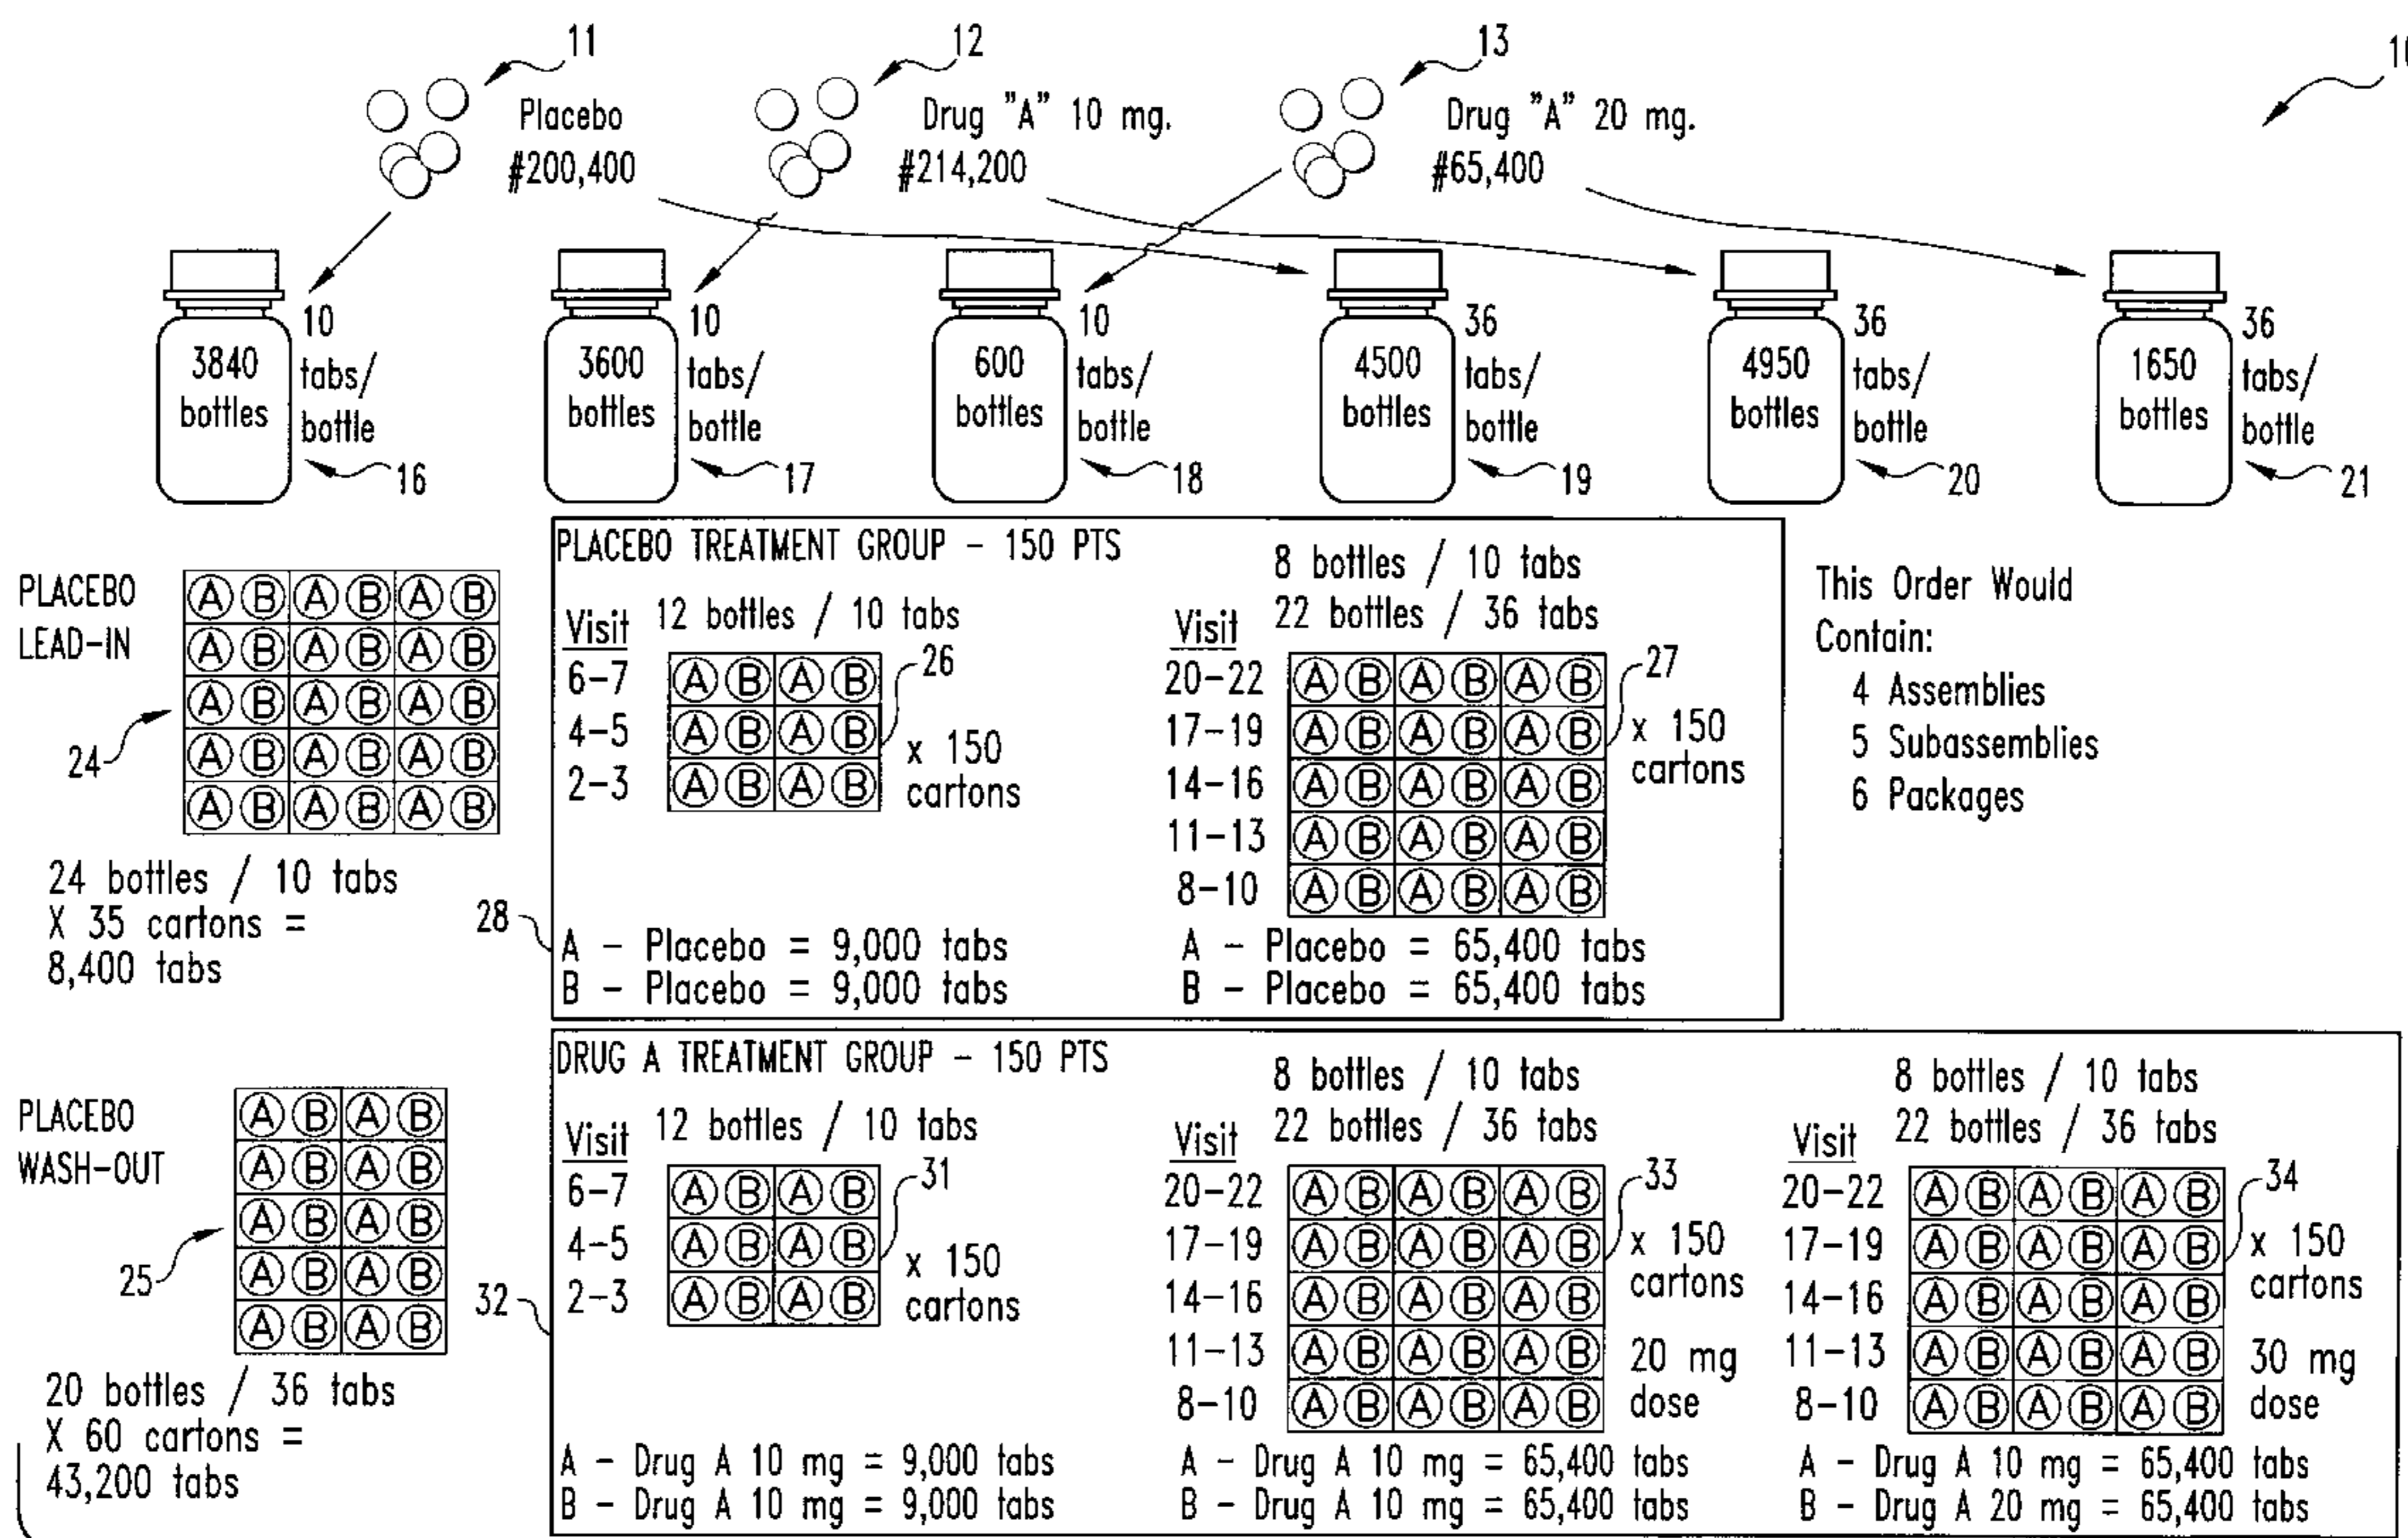 11
12
13
10
Placebo
#200,400
Drug "A" 10 mg.
#214,200
Drug "A" 20 mg.
#65,400
3840
bottles
10
tabs/
bottle
16
3600
bottles
10
tabs/
bottle
17
600
bottles
10
tabs/
bottle
18
4500
bottles
36
tabs/
bottle
19
4950
bottles
36
tabs/
bottle
20
1650
bottles
36
tabs/
bottle
21
PLACEBO
LEAD-IN
A B A B A B
A B A B A B
A B A B A B
A B A B A B
A B A B A B
24
24 bottles / 10 tabs
X 35 cartons =
8,400 tabs
PLACEBO TREATMENT GROUP - 150 PTS
Visit 12 bottles / 10 tabs
6-7 A B A B
4-5 A B A B
2-3 A B A B
26
x 150
cartons
A - Placebo = 9,000 tabs
B - Placebo = 9,000 tabs
28
8 bottles / 10 tabs
Visit 22 bottles / 36 tabs
20-22 A B A B A B
17-19 A B A B A B
14-16 A B A B A B
11-13 A B A B A B
8-10 A B A B A B
27
x 150
cartons
A - Placebo = 65,400 tabs
B - Placebo = 65,400 tabs
This Order Would
Contain:
4 Assemblies
5 Subassemblies
6 Packages
PLACEBO
WASH-OUT
A B A B
A B A B
A B A B
A B A B
A B A B
25
20 bottles / 36 tabs
X 60 cartons =
43,200 tabs
DRUG A TREATMENT GROUP - 150 PTS
Visit 12 bottles / 10 tabs
6-7 A B A B
4-5 A B A B
2-3 A B A B
31
x 150
cartons
32
A - Drug A 10 mg = 9,000 tabs
B - Drug A 10 mg = 9,000 tabs
8 bottles / 10 tabs
Visit 22 bottles / 36 tabs
20-22 A B A B A B
17-19 A B A B A B
14-16 A B A B A B
11-13 A B A B A B
8-10 A B A B A B
33
x 150
cartons
20 mg
dose
A - Drug A 10 mg = 65,400 tabs
B - Drug A 10 mg = 65,400 tabs
8 bottles / 10 tabs
Visit 22 bottles / 36 tabs
20-22 A B A B A B
17-19 A B A B A B
14-16 A B A B A B
11-13 A B A B A B
8-10 A B A B A B
34
x 150
cartons
30 mg
dose
A - Drug A 10 mg = 65,400 tabs
B - Drug A 20 mg = 65,400 tabs